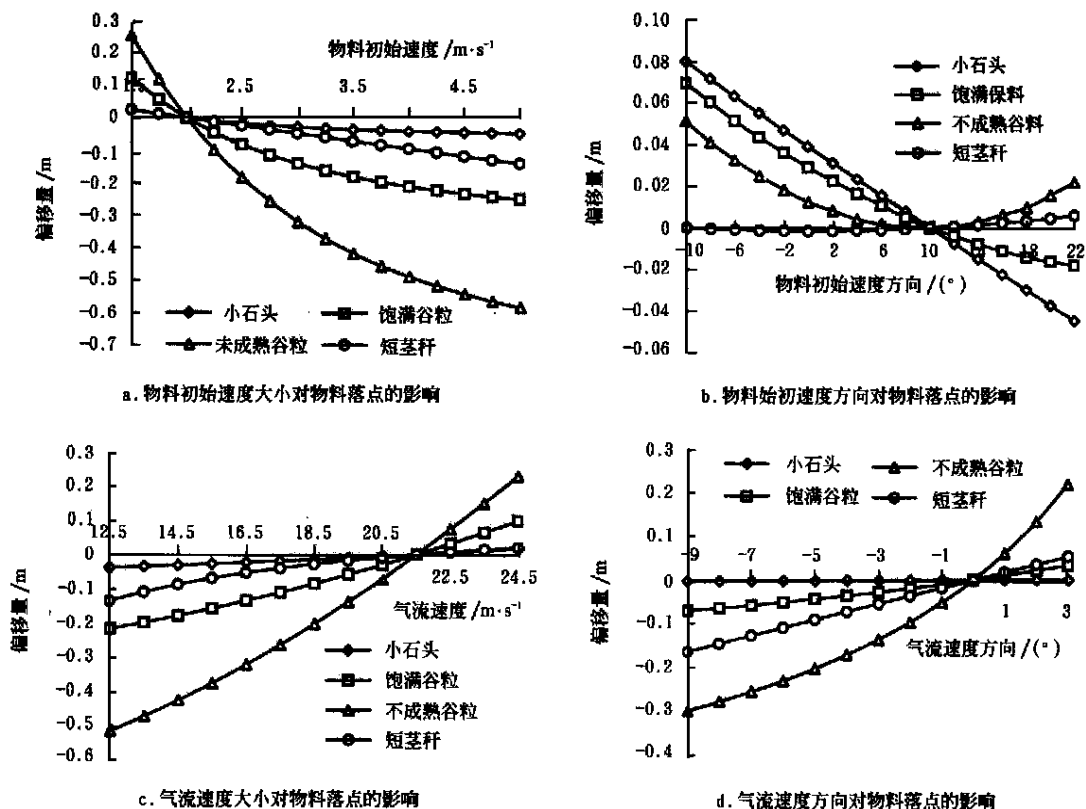 0.3
0.2
0.1
0
-0.1
-0.2
-0.3
-0.4
-0.5
-0.6
-0.7
偏移量/m
物料初始速度/m·s⁻¹
2.5 3.5 4.5
小石头 饱满谷粒
未成熟谷粒 短茎秆
a.物料初始速度大小对物料落点的影响
0.10
0.08
0.06
0.04
0.02
0
-0.02
-0.04
-0.06
偏移量/m
小石头
饱满保料
不成熟谷料
短茎秆
-10 -6 -2 2 6 10 14 18 22
物料初始速度方向/(°)
b.物料始初速度方向对物料落点的影响
0.3
0.2
0.1
0
-0.1
-0.2
-0.3
-0.4
-0.5
-0.6
偏移量/m
12.5 14.5 16.5 18.5 20.5 22.5 24.5
气流速度/m·s⁻¹
小石头
饱满谷粒
不成熟谷粒
短茎秆
c.气流速度大小对物料落点的影响
0.3
0.2
0.1
0
-0.1
-0.2
-0.3
-0.4
偏移量/m
小石头 不成熟谷粒
饱满谷粒 短茎秆
-9 -7 -5 -3 -1 1 3
气流速度方向/(°)
d.气流速度方向对物料落点的影响